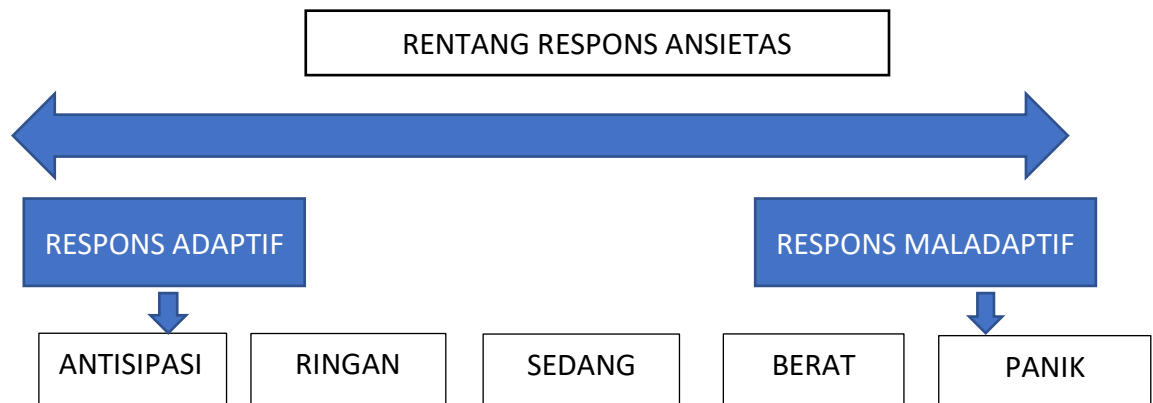 RENTANG RESPONS ANSIETAS
RESPONS ADAPTIF
RESPONS MALADAPTIF
ANTISIPASI
RINGAN
SEDANG
BERAT
PANIK